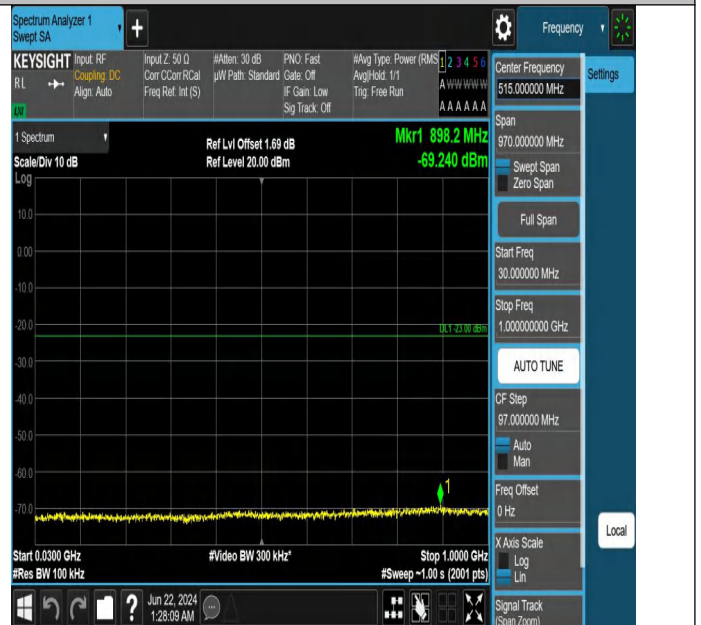 Spectrum Analyzer 1
Swept SA
+
Frequency
KEYSIGHT
RL
Input: RF
Coupling: DC
Align: Auto
Input Z: 50 Ω
Corr CCorr RCal
Freq Ref: Int (S)
#Atten: 30 dB
µW Path: Standard
PNO: Fast
Gate: Off
IF Gain: Low
Sig Track: Off
#Avg Type: Power (RMS
Avg|Hold: 1/1
Trig: Free Run
1 2 3 4 5 6
A W W W W W
A A A A A A
1 Spectrum
Scale/Div 10 dB
Log
Ref Lvl Offset 1.69 dB
Ref Level 20.00 dBm
Mkr1 898.2 MHz
-69.240 dBm
10.0
0.00
-10.0
-20.0
-30.0
-40.0
-50.0
-60.0
-70.0
DL1 -23.00 dBm
1
Start 0.0300 GHz
#Res BW 100 kHz
#Video BW 300 kHz*
Stop 1.0000 GHz
#Sweep ~1.00 s (2001 pts)
Center Frequency
515.000000 MHz
Settings
Span
970.000000 MHz
Swept Span
Zero Span
Full Span
Start Freq
30.000000 MHz
Stop Freq
1.000000000 GHz
AUTO TUNE
CF Step
97.000000 MHz
Auto
Man
Freq Offset
0 Hz
X Axis Scale
Log
Lin
Local
Signal Track
(Span Zoom)
?
Jun 22, 2024
1:28:09 AM